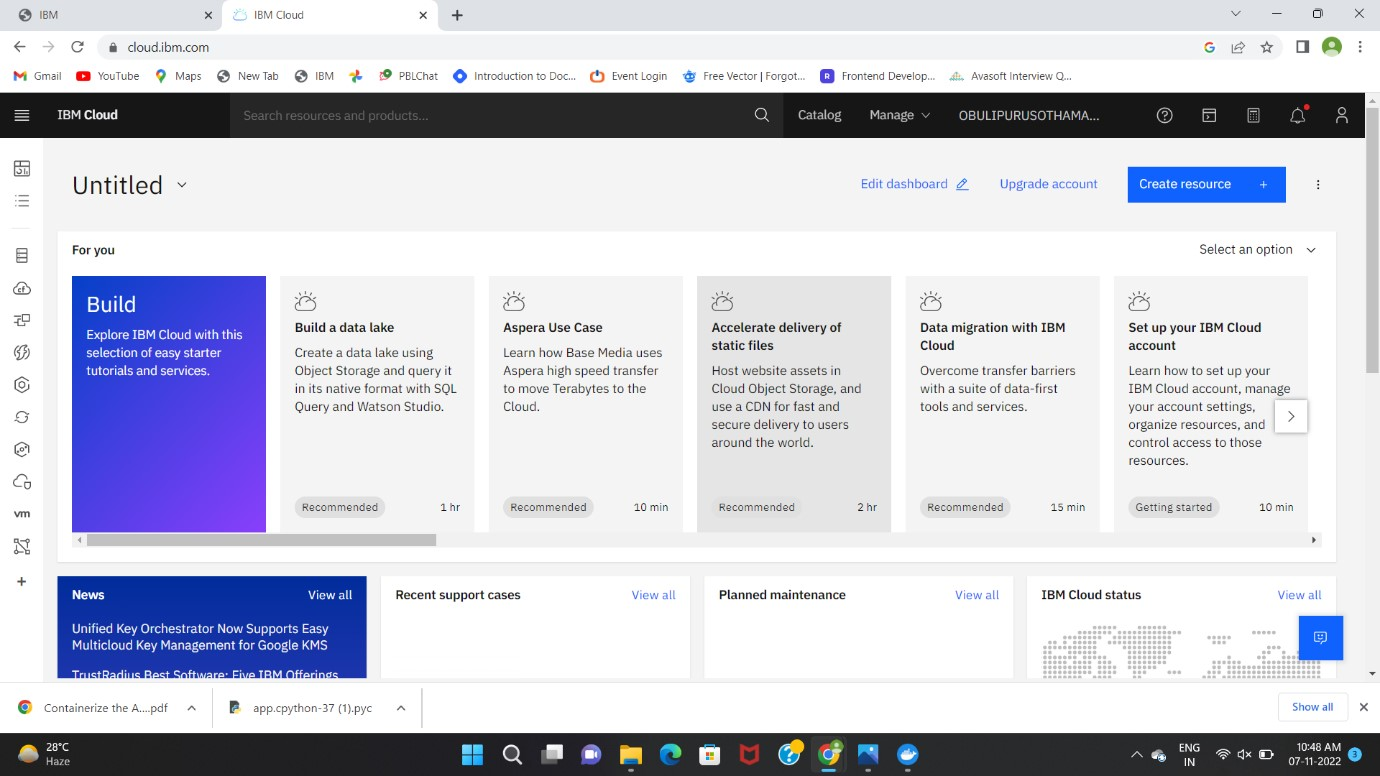 IBM
IBM Cloud
cloud.ibm.com
Gmail
YouTube
Maps
New Tab
IBM
PBLChat
Introduction to Doc...
Event Login
Free Vector | Forgot...
Frontend Develop...
Avasoft Interview Q...
IBM Cloud
Search resources and products...
Catalog
Manage
OBULIPURUSOTHAMA...
Untitled
Edit dashboard
Upgrade account
Create resource +
For you
Select an option
Build
Explore IBM Cloud with this
selection of easy starter
tutorials and services.
Build a data lake
Create a data lake using
Object Storage and query it
in its native format with SQL
Query and Watson Studio.
Recommended
1 hr
Aspera Use Case
Learn how Base Media uses
Aspera high speed transfer
to move Terabytes to the
Cloud.
Recommended
10 min
Accelerate delivery of
static files
Host website assets in
Cloud Object Storage, and
use a CDN for fast and
secure delivery to users
around the world.
Recommended
2 hr
Data migration with IBM
Cloud
Overcome transfer barriers
with a suite of data-first
tools and services.
Recommended
15 min
Set up your IBM Cloud
account
Learn how to set up your
IBM Cloud account, manage
your account settings,
organize resources, and
control access to those
resources.
Getting started
10 min
vm
News
View all
Unified Key Orchestrator Now Supports Easy
Multicloud Key Management for Google KMS
TrustRadius Best Software: Five IBM Offerings
Recent support cases
View all
Planned maintenance
View all
IBM Cloud status
View all
Containerize the A....pdf
app.cpython-37 (1).pyc
Show all
28°C
Haze
ENG
IN
10:48 AM
07-11-2022
3